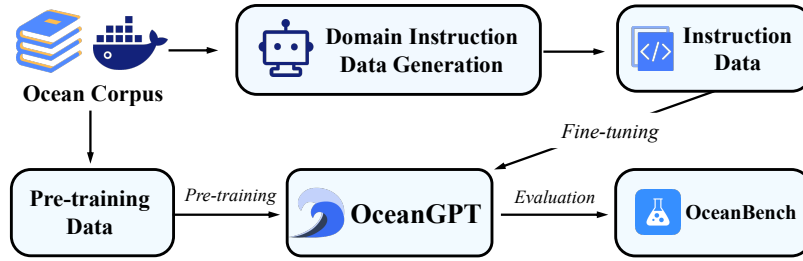 Ocean Corpus
Domain Instruction
Data Generation
Instruction
Data
</>
Fine-tuning
Pre-training
Data
Pre-training
OceanGPT
Evaluation
OceanBench